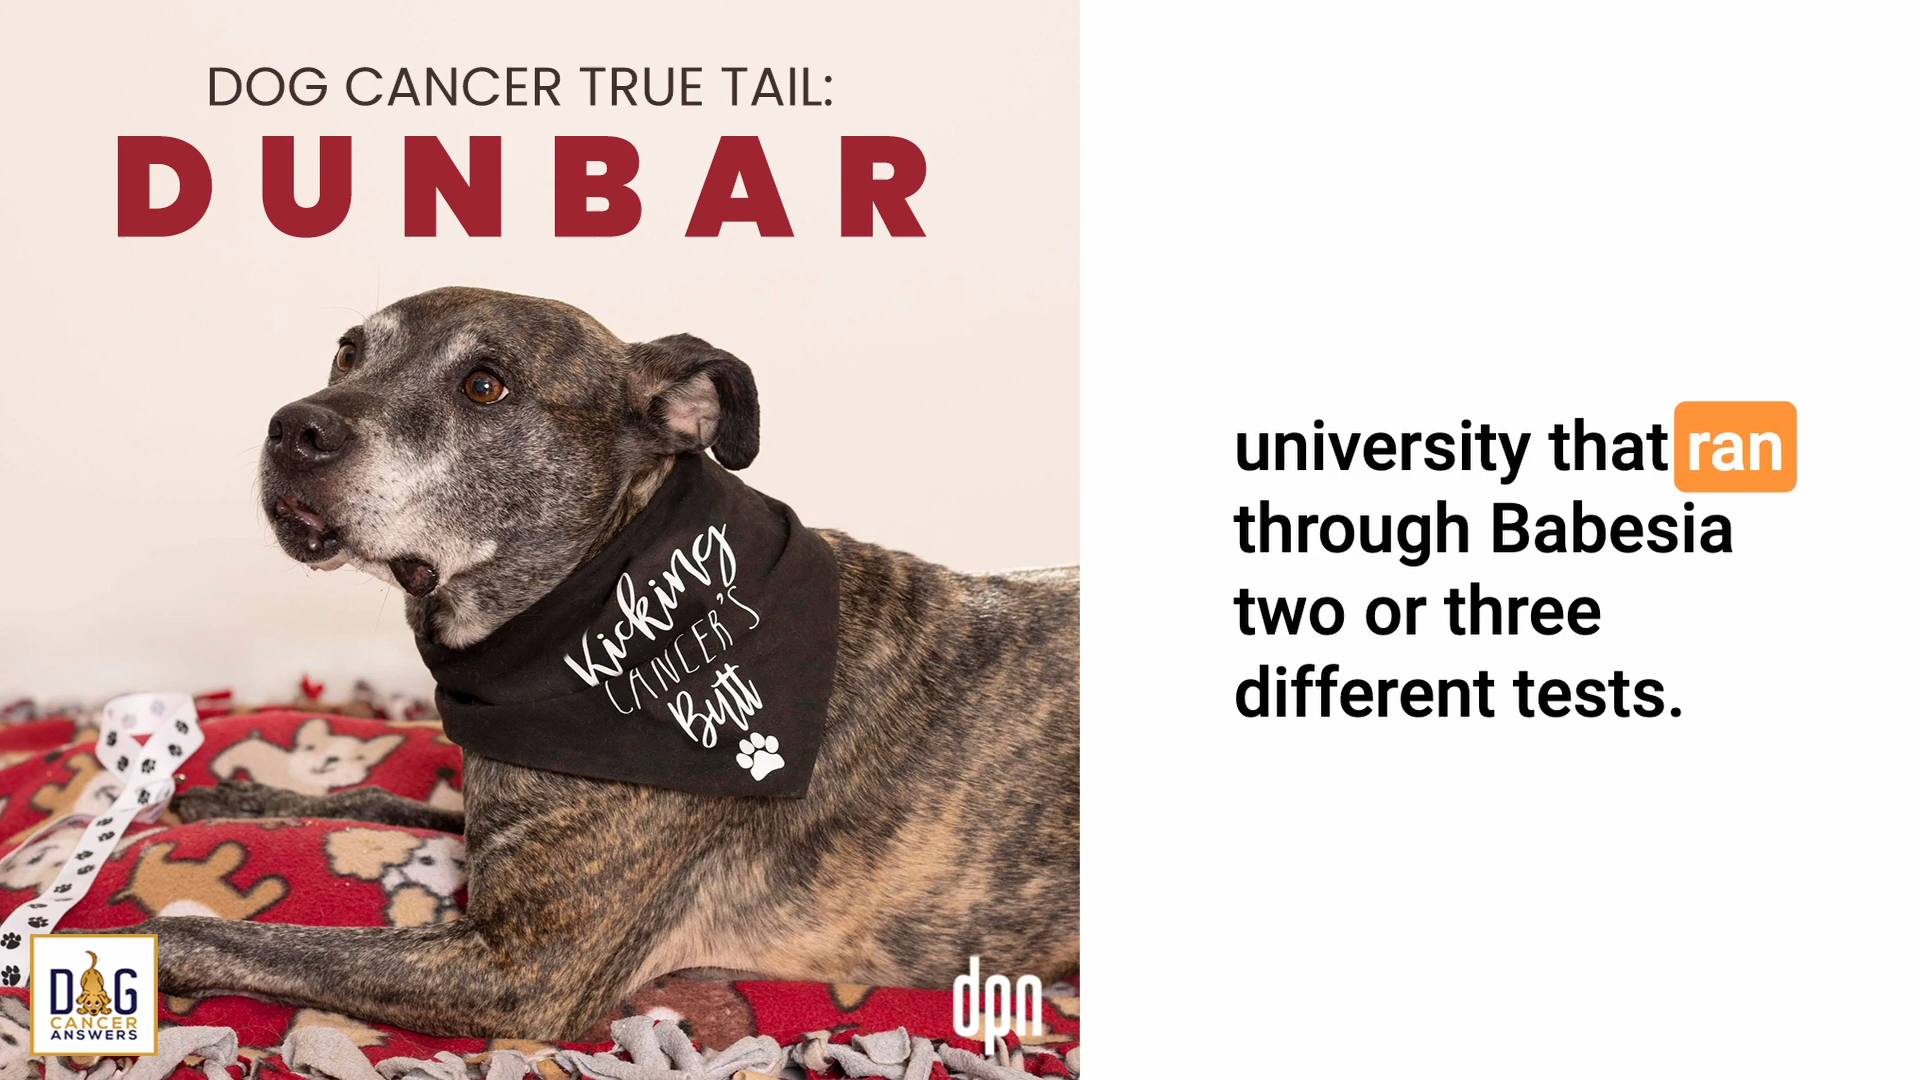 DOG CANCER TRUE TAIL:
DUNBAR
Kicking
CANCER'S
Butt
DOG
CANCER
ANSWERS
dpn
university that ran
through Babesia
two or three
different tests.